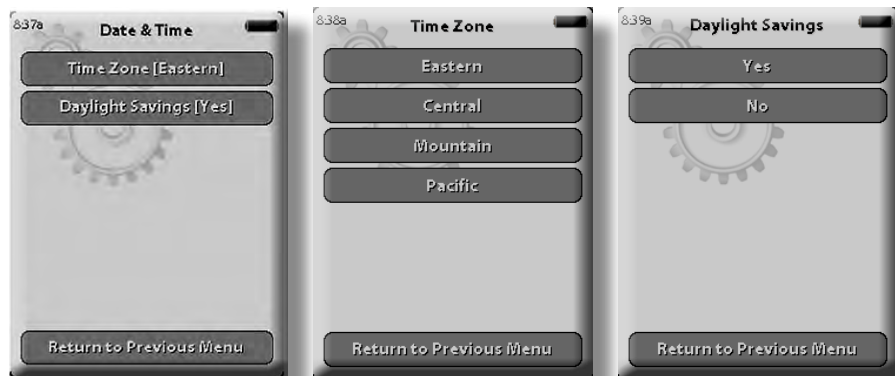 8:37a
Date & Time
Time Zone [Eastern]
Daylight Savings [Yes]
Return to Previous Menu
8:38a
Time Zone
Eastern
Central
Mountain
Pacific
Return to Previous Menu
8:39a
Daylight Savings
Yes
No
Return to Previous Menu